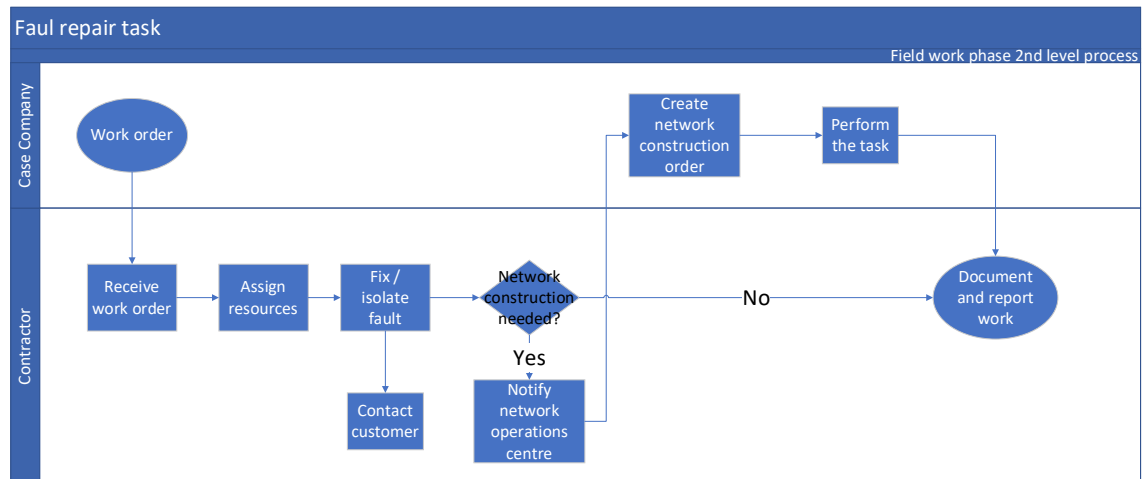 Faul repair task
Field work phase 2nd level process
Case Company
Work order
Create
network
construction
order
Perform
the task
Contractor
Receive
work order
Assign
resources
Fix /
isolate
fault
Network
construction
needed?
No
Document
and report
work
Yes
Contact
customer
Notify
network
operations
centre